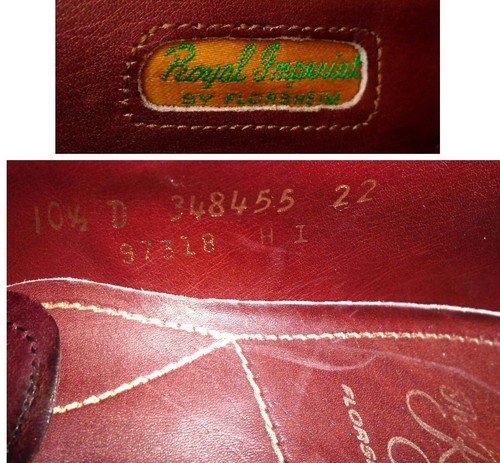 Royal Imperial
BY FLORSHEIM
10½ D 348455 22
97318 H I